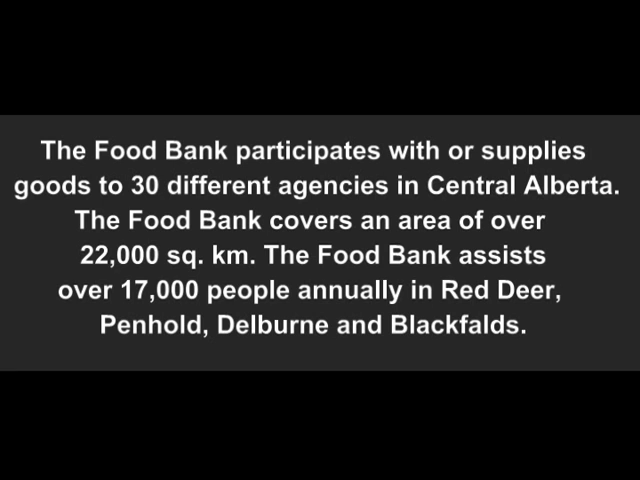 The Food Bank participates with or supplies
goods to 30 different agencies in Central Alberta.
The Food Bank covers an area of over
22,000 sq. km. The Food Bank assists
over 17,000 people annually in Red Deer,
Penhold, Delburne and Blackfalds.